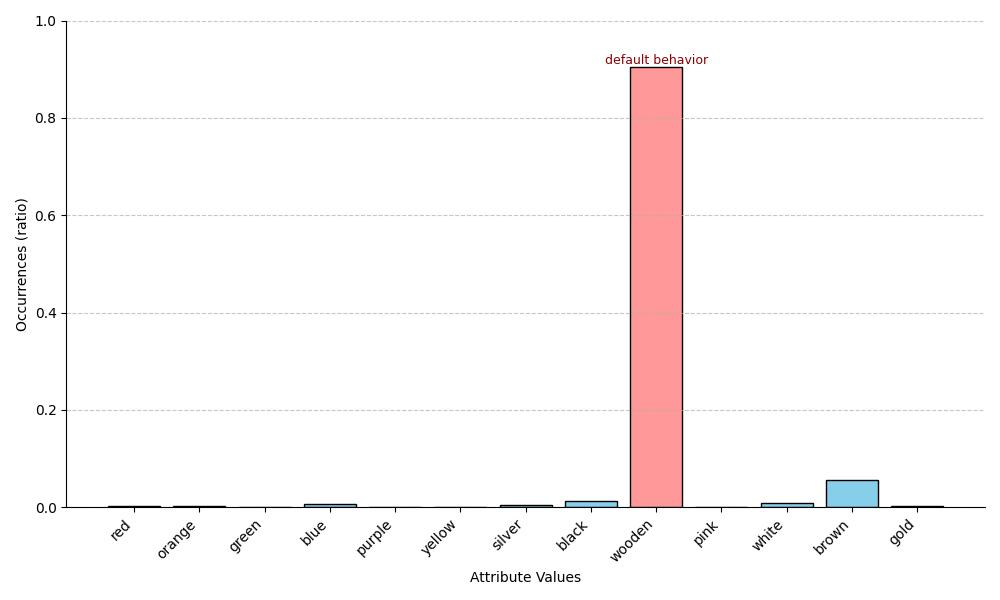 1.0
default behavior
0.8
0.6
0.4
0.2
0.0
Occurrences (ratio)
red
orange
green
blue
purple
yellow
silver
black
wooden
pink
white
brown
gold
Attribute Values